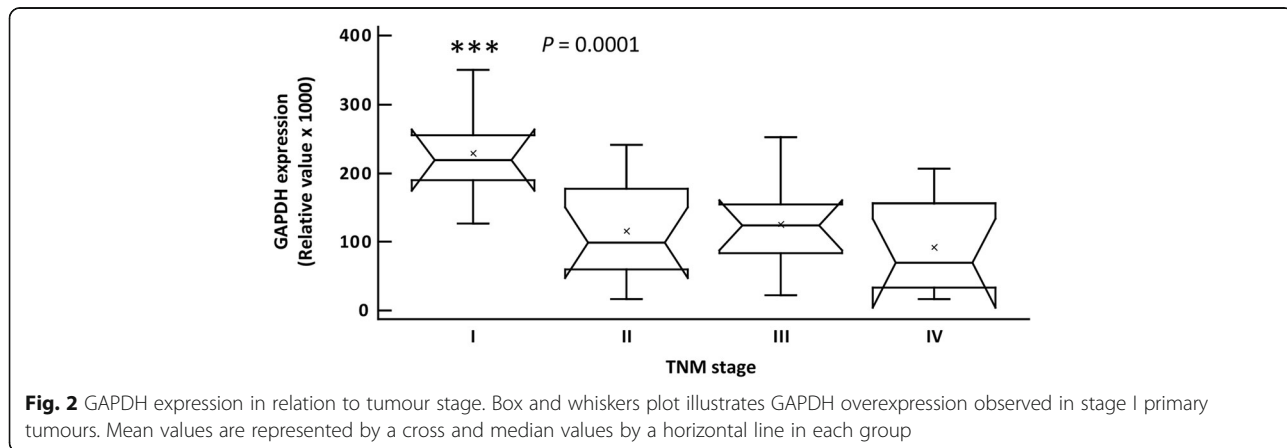 400
300
200
100
0
GAPDH expression
(Relative value x 1000)
*** P = 0.0001
I II III IV
TNM stage
Fig. 2 GAPDH expression in relation to tumour stage. Box and whiskers plot illustrates GAPDH overexpression observed in stage I primary
tumours. Mean values are represented by a cross and median values by a horizontal line in each group